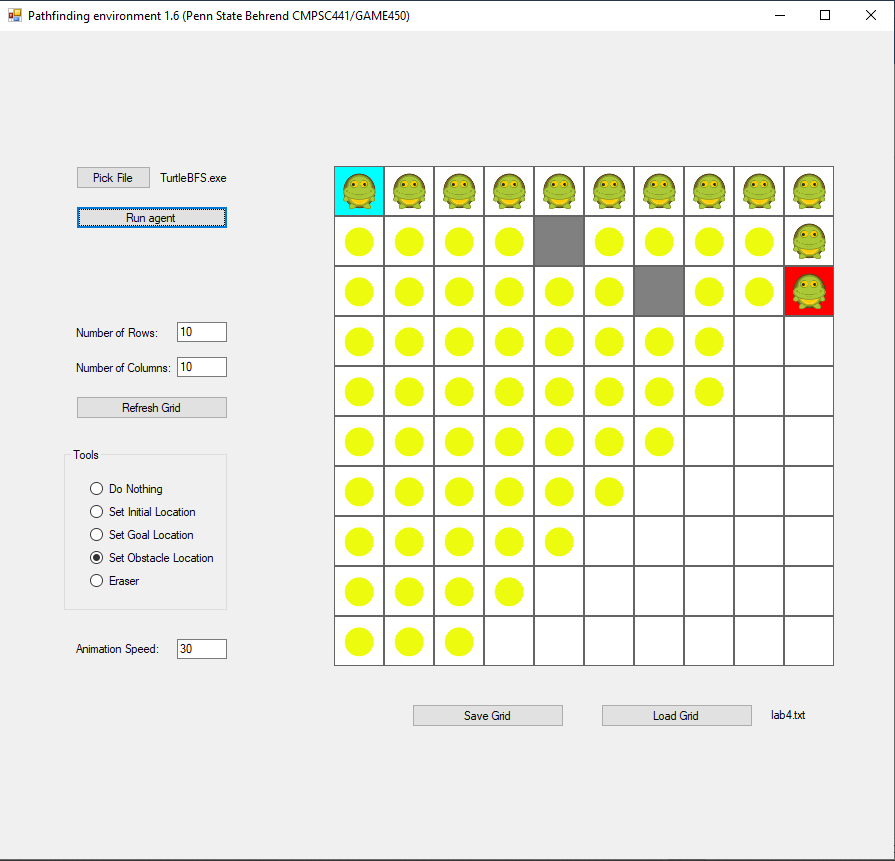 Pathfinding environment 1.6 (Penn State Behrend CMPSC441/GAME450)
Pick File TurtleBFS.exe
Run agent
Number of Rows: 10
Number of Columns: 10
Refresh Grid
Tools
Do Nothing
Set Initial Location
Set Goal Location
Set Obstacle Location
Eraser
Animation Speed: 30
Save Grid Load Grid lab4.txt